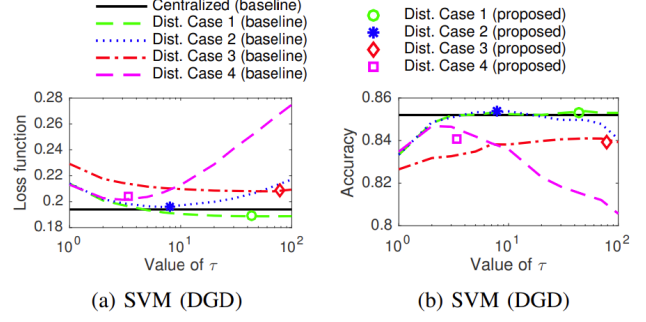 Centralized (baseline)
Dist. Case 1 (baseline)
Dist. Case 2 (baseline)
Dist. Case 3 (baseline)
Dist. Case 4 (baseline)
Dist. Case 1 (proposed)
Dist. Case 2 (proposed)
Dist. Case 3 (proposed)
Dist. Case 4 (proposed)
Loss function
0.28
0.26
0.24
0.22
0.2
0.18
10^0
10^1
10^2
Value of τ
(a) SVM (DGD)
Accuracy
0.86
0.84
0.82
0.8
10^0
10^1
10^2
Value of τ
(b) SVM (DGD)